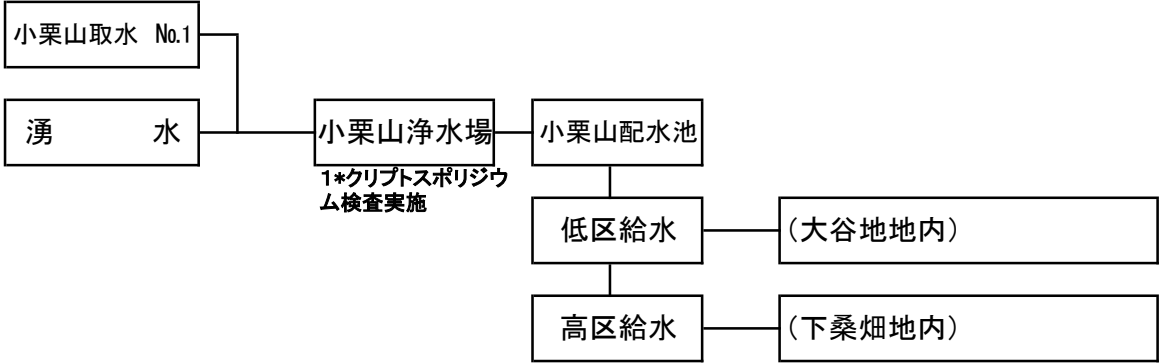 小栗山取水 №1
湧　　水
小栗山浄水場
小栗山配水池
1*クリプトスポリジウ
ム検査実施
低区給水
(大谷地地内)
高区給水
(下桑畑地内)